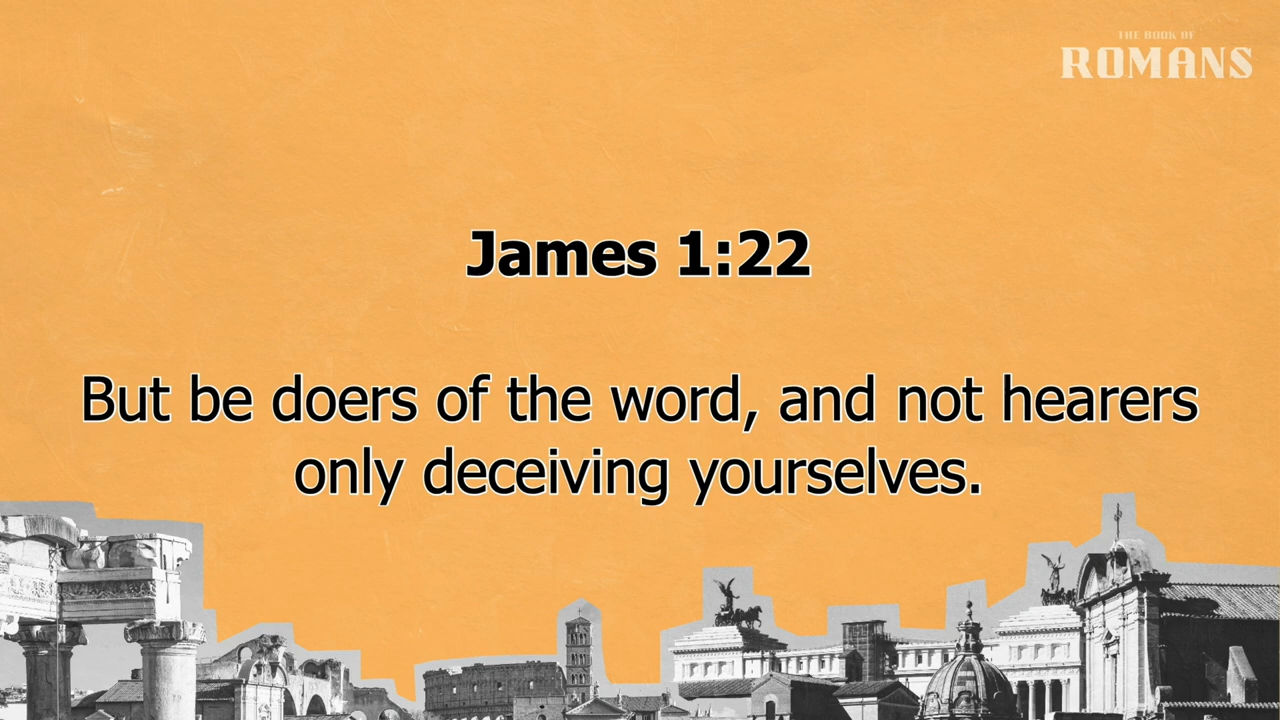 THE BOOK OF
ROMANS
James 1:22
But be doers of the word, and not hearers
only deceiving yourselves.